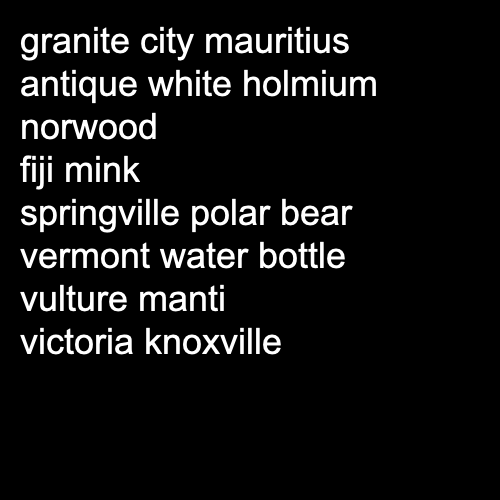 granite city mauritius
antique white holmium
norwood
fiji mink
springville polar bear
vermont water bottle
vulture manti
victoria knoxville